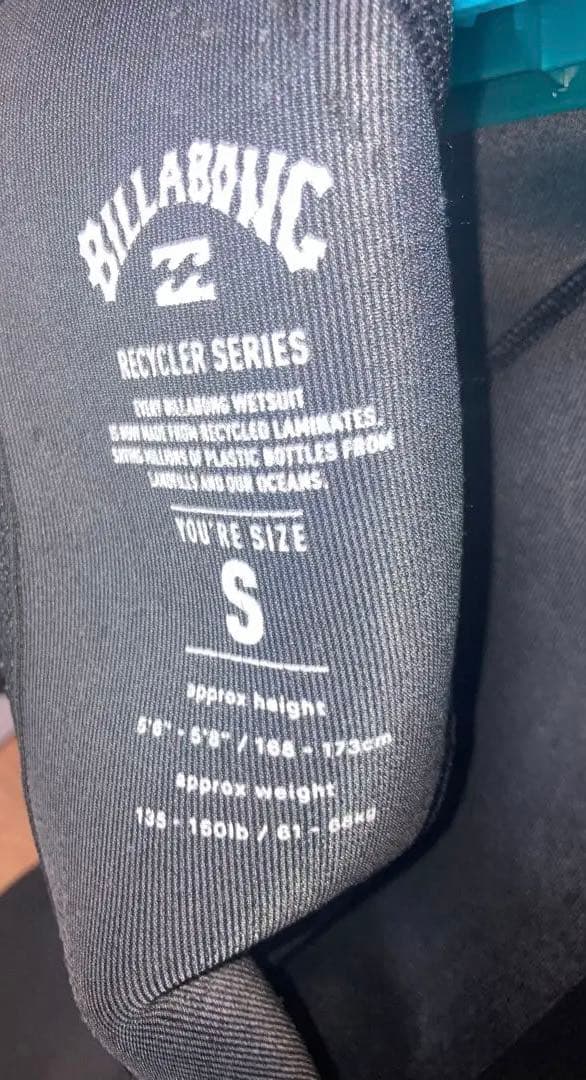 BILLABONG
RECYCLER SERIES
EVERY BILLABONG WETSUIT
IS NOW MADE FROM RECYCLED LAMINATES.
SAVING MILLIONS OF PLASTIC BOTTLES FROM
LANDFILLS AND OUR OCEANS.
YOU'RE SIZE
S
approx height
5'6" - 5'8" / 168 - 173cm
approx weight
135 - 150lb / 61 - 68kg